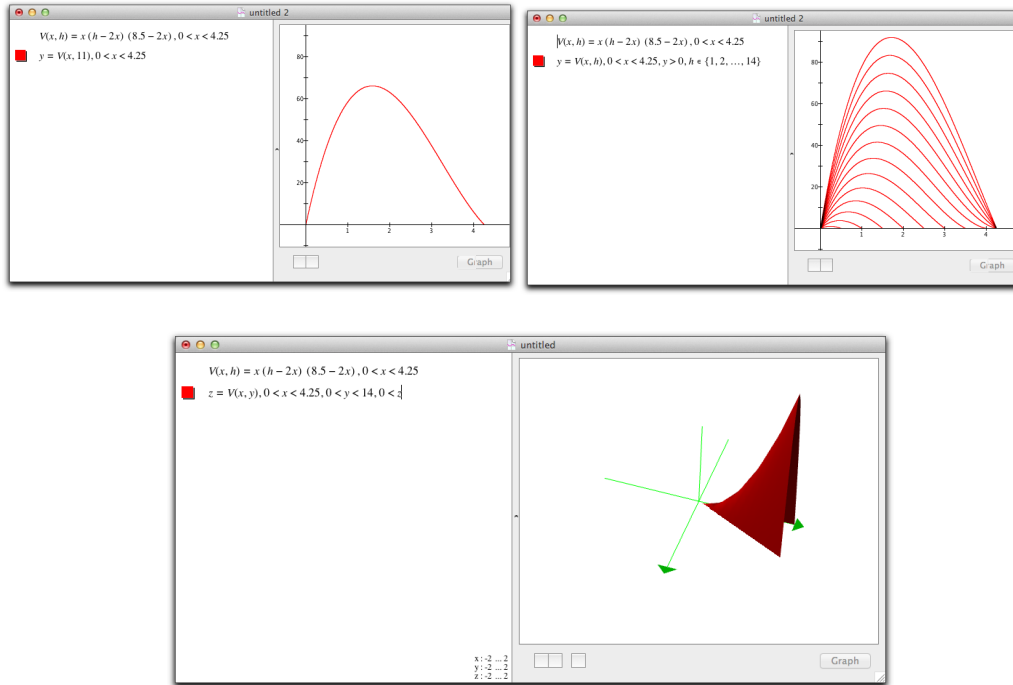 untitled 2
V(x, h) = x (h − 2x) (8.5 − 2x) , 0 < x < 4.25
y = V(x, 11), 0 < x < 4.25
80
60
40
20
1 2 3 4
Graph
untitled 2
V(x, h) = x (h − 2x) (8.5 − 2x) , 0 < x < 4.25
y = V(x, h), 0 < x < 4.25, y > 0, h ϵ {1, 2, ..., 14}
80
60
40
20
1 2 3 4
Graph
untitled
V(x, h) = x (h − 2x) (8.5 − 2x) , 0 < x < 4.25
z = V(x, y), 0 < x < 4.25, 0 < y < 14, 0 < z
x : -2 ... 2
y : -2 ... 2
z : -2 ... 2
Graph